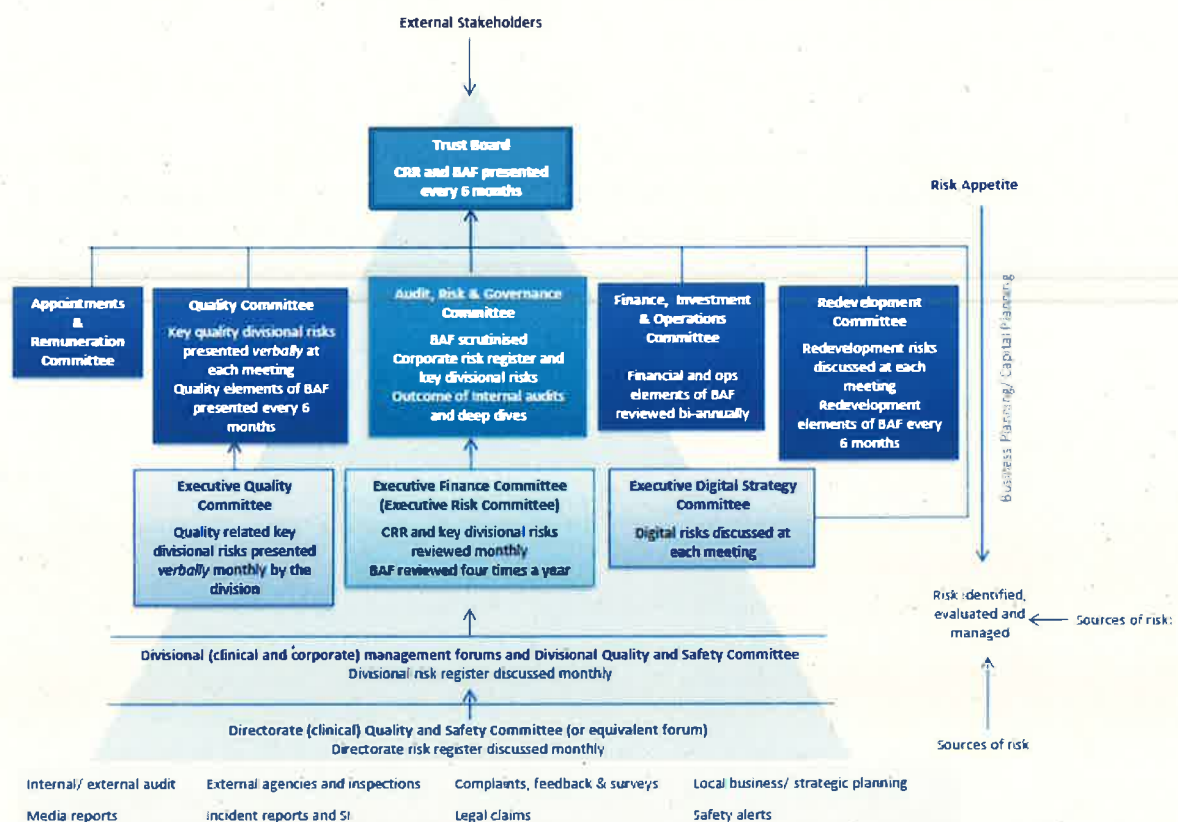 External Stakeholders
Trust Board
CRR and BAF presented
every 6 months
Risk Appetite
Appointments
&
Remuneration
Committee
Quality Committee
Key quality divisional risks
presented verbally at
each meeting
Quality elements of BAF
presented every 6
months
Audit, Risk & Governance
Committee
BAF scrutinised
Corporate risk register and
key divisional risks
Outcome of internal audits
and deep dives
Finance, Investment
& Operations
Committee
Financial and ops
elements of BAF
reviewed bi-annually
Redevelopment
Committee
Redevelopment risks
discussed at each
meeting
Redevelopment
elements of BAF every
6 months
Business Planning/ Capital Planning
Executive Quality
Committee
Quality related key
divisional risks presented
verbally monthly by the
division
Executive Finance Committee
(Executive Risk Committee)
CRR and key divisional risks
reviewed monthly
BAF reviewed four times a year
Executive Digital Strategy
Committee
Digital risks discussed at
each meeting
Risk identified,
evaluated and
managed
Sources of risk:
Divisional (clinical and corporate) management forums and Divisional Quality and Safety Committee
Divisional risk register discussed monthly
Directorate (clinical) Quality and Safety Committee (or equivalent forum)
Directorate risk register discussed monthly
Sources of risk
Internal/ external audit
External agencies and inspections
Complaints, feedback & surveys
Local business/ strategic planning
Media reports
Incident reports and SI
Legal claims
Safety alerts